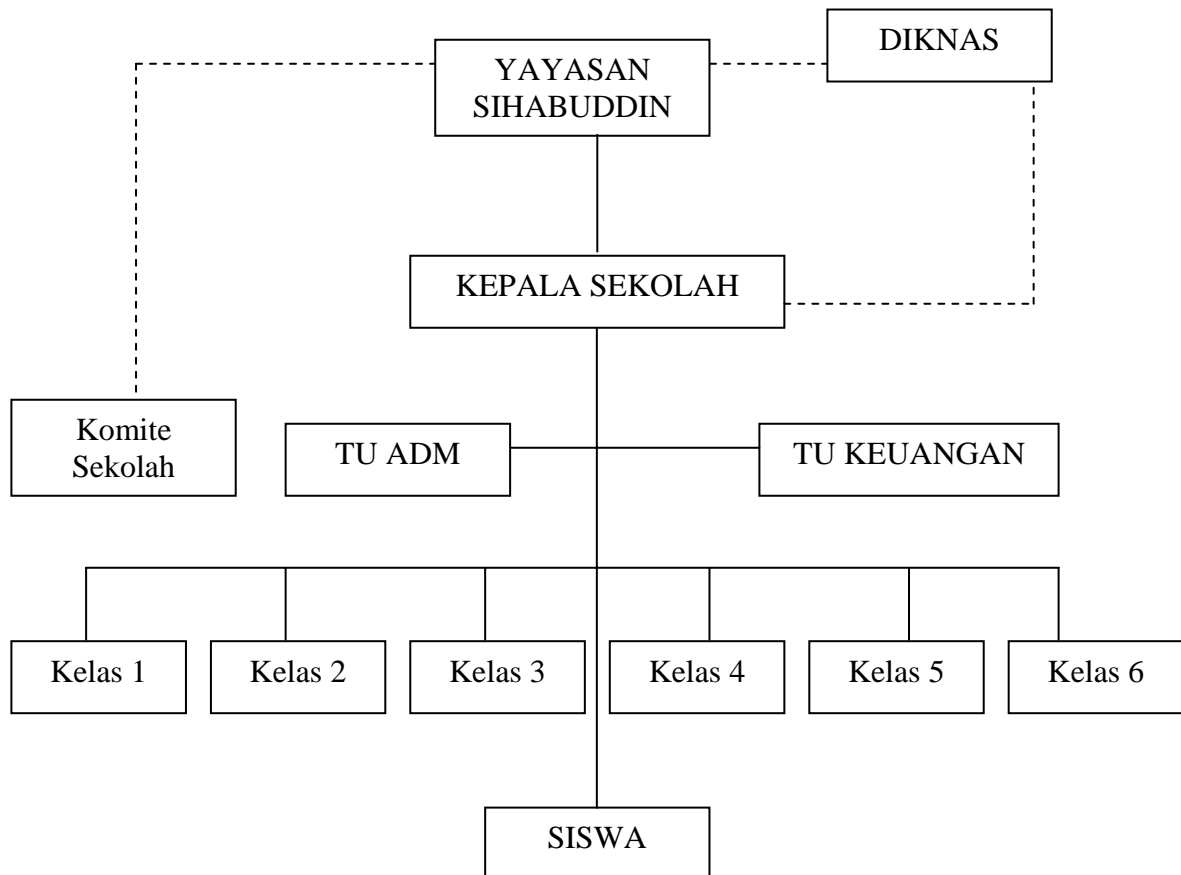 DIKNAS
YAYASAN
SIHABUDDIN
KEPALA SEKOLAH
Komite
Sekolah
TU ADM
TU KEUANGAN
Kelas 1
Kelas 2
Kelas 3
Kelas 4
Kelas 5
Kelas 6
SISWA